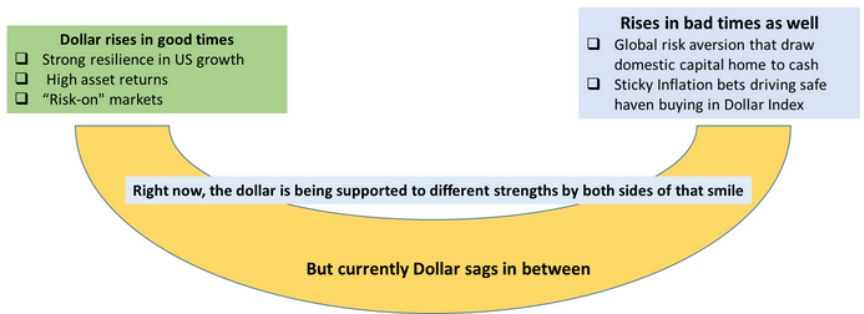 Dollar rises in good times
❑ Strong resilience in US growth
❑ High asset returns
❑ “Risk-on" markets
Rises in bad times as well
❑ Global risk aversion that draw
domestic capital home to cash
❑ Sticky Inflation bets driving safe
haven buying in Dollar Index
Right now, the dollar is being supported to different strengths by both sides of that smile
But currently Dollar sags in between